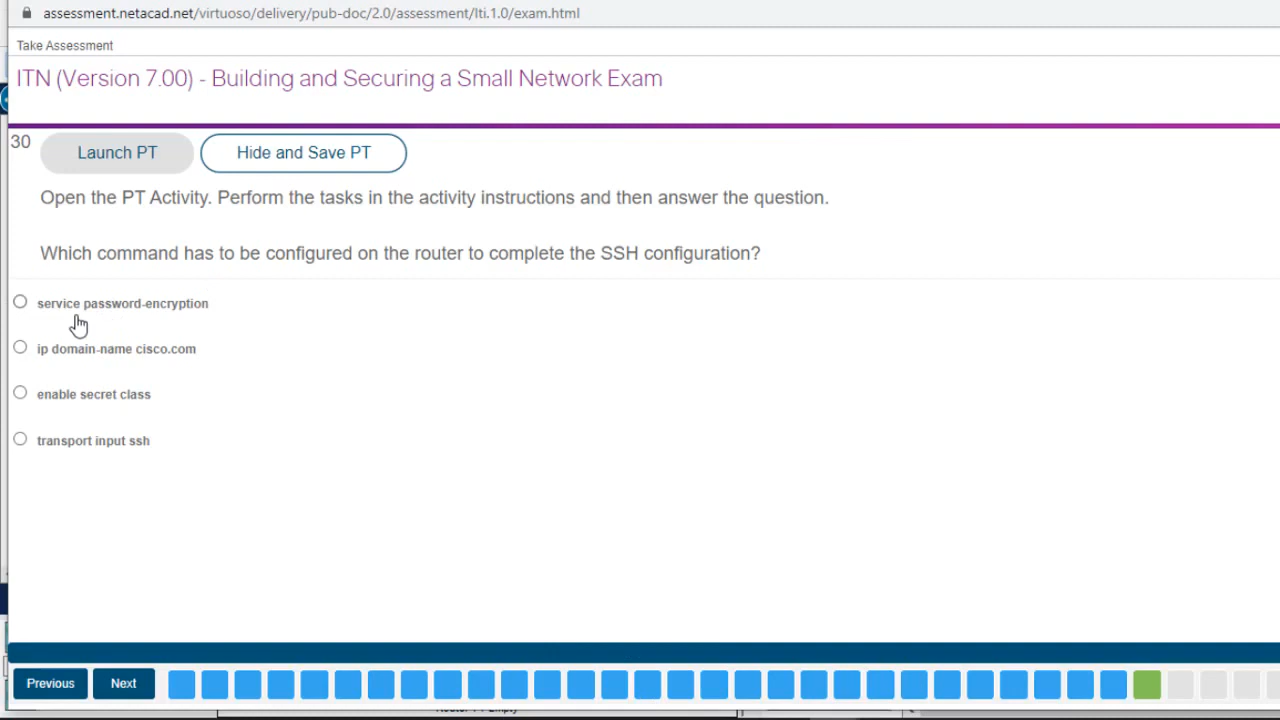 assessment.netacad.net/virtuoso/delivery/pub-doc/2.0/assessment/lti.1.0/exam.html
Take Assessment
ITN (Version 7.00) - Building and Securing a Small Network Exam
30
Launch PT Hide and Save PT
Open the PT Activity. Perform the tasks in the activity instructions and then answer the question.
Which command has to be configured on the router to complete the SSH configuration?
service password-encryption
ip domain-name cisco.com
enable secret class
transport input ssh
Previous Next